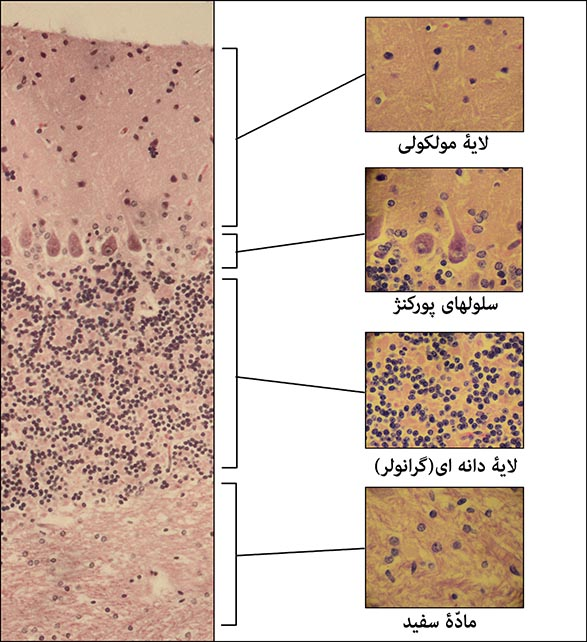 لایهٔ مولکولی
سلولهای پورکنژ
لایهٔ دانه ای(گرانولر)
مادّهٔ سفید